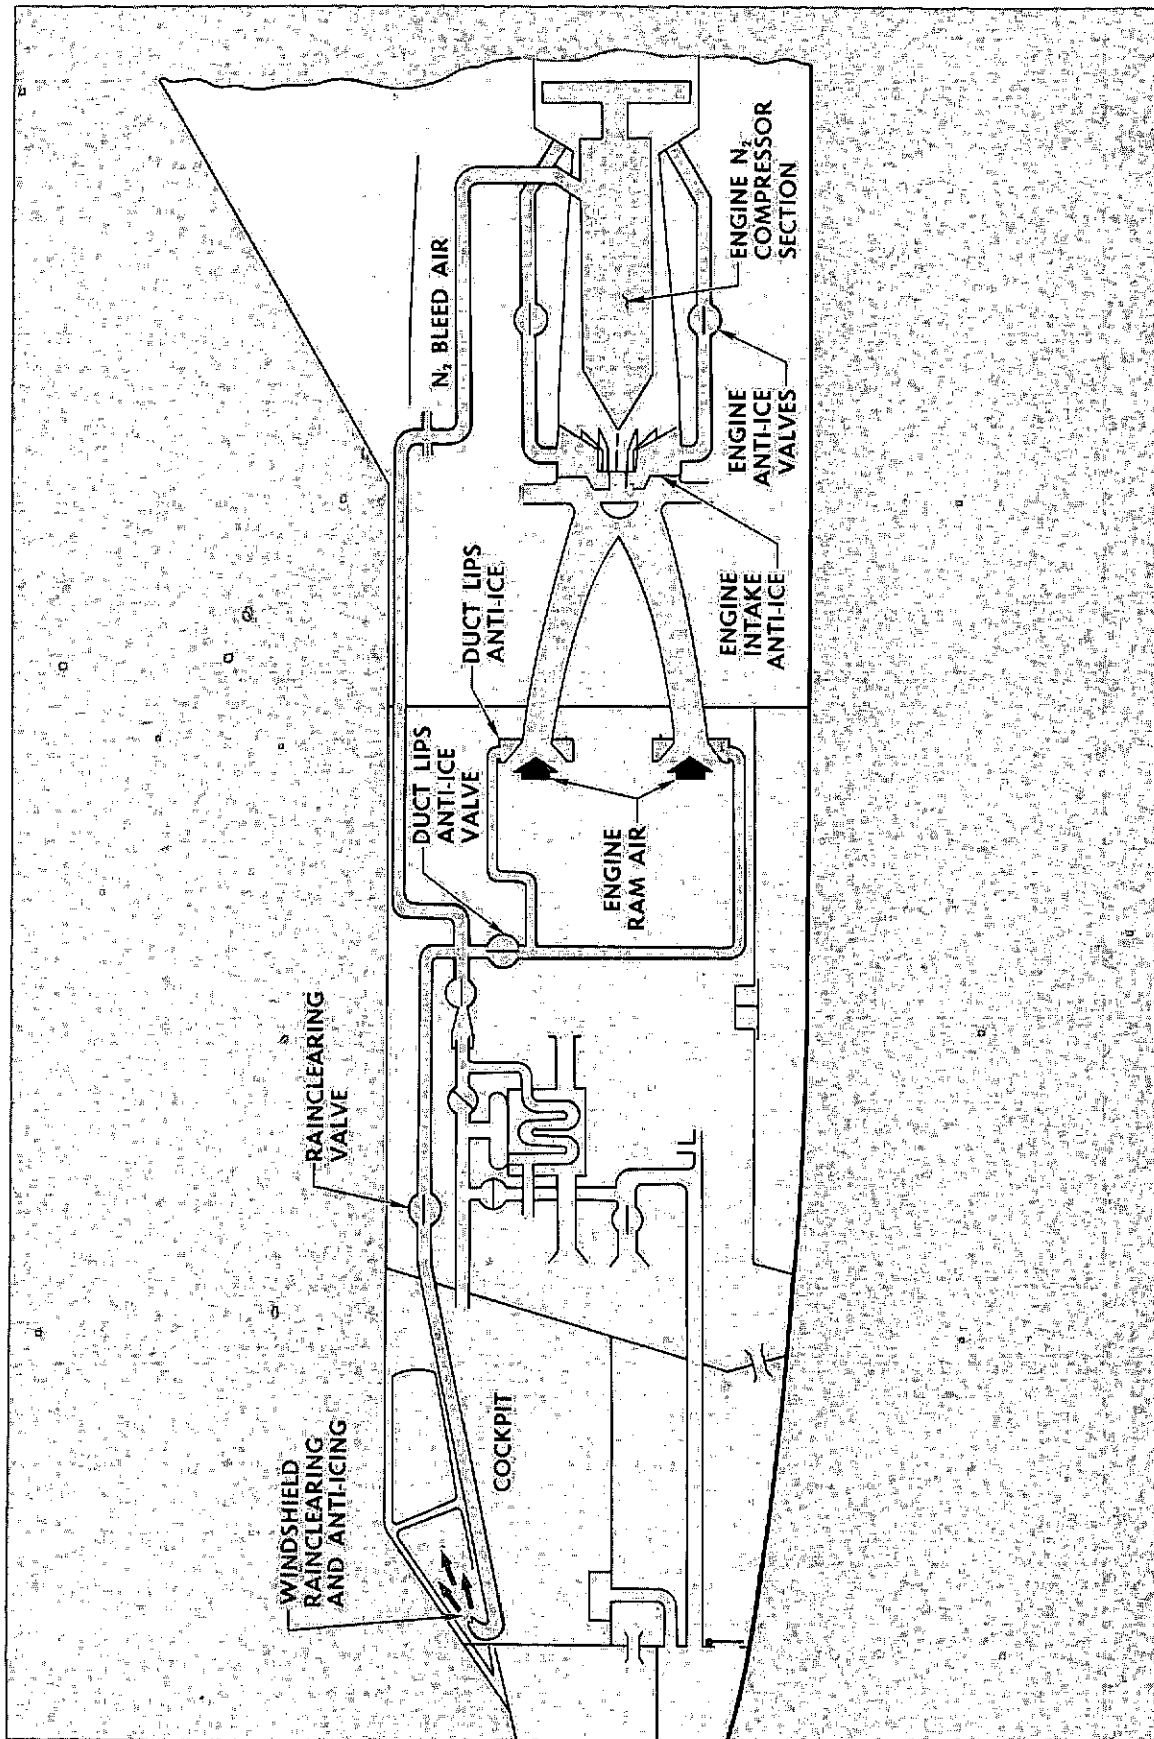 WINDSHIELD
RAINCLEARING
AND ANTI-ICING
COCKPIT
RAINCLEARING
VALVE
DUCT LIPS
ANTI-ICE
VALVE
DUCT LIPS
ANTI-ICE
N₂ BLEED AIR
ENGINE
RAM AIR
ENGINE
INTAKE
ANTI-ICE
ENGINE
ANTI-ICE
VALVES
ENGINE N₂
COMPRESSOR
SECTION